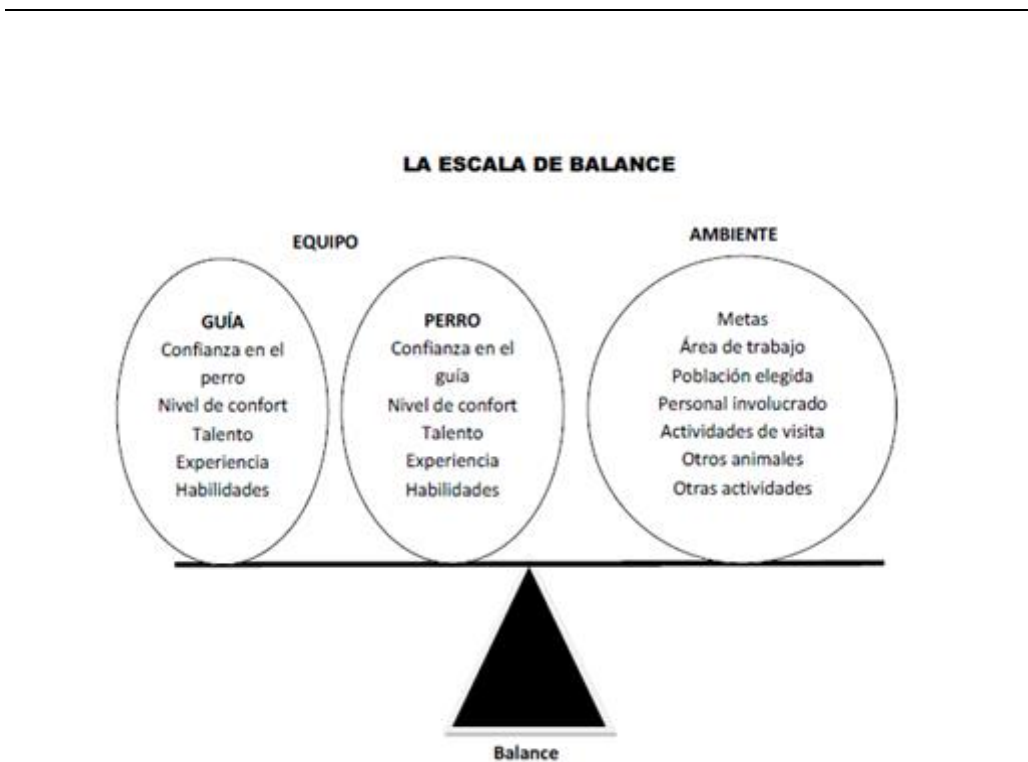 LA ESCALA DE BALANCE
EQUIPO
GUÍA
Confianza en el
perro
Nivel de confort
Talento
Experiencia
Habilidades
PERRO
Confianza en el
guía
Nivel de confort
Talento
Experiencia
Habilidades
AMBIENTE
Metas
Área de trabajo
Población elegida
Personal involucrado
Actividades de visita
Otros animales
Otras actividades
Balance